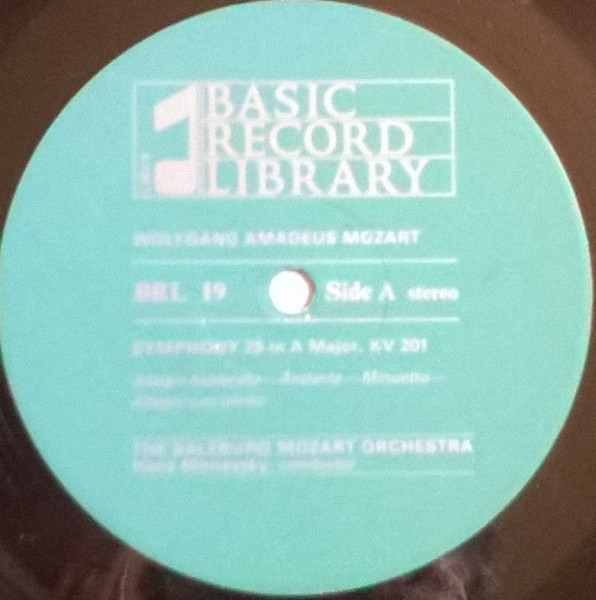 BASIC
RECORD
LIBRARY
WOLFGANG AMADEUS MOZART
BRL 19 Side A stereo
SYMPHONY 29 in A Major, KV 201
Allegro moderato - Andante - Minuetto -
Allegro con spirito
THE SALZBURG MOZART ORCHESTRA
conductor